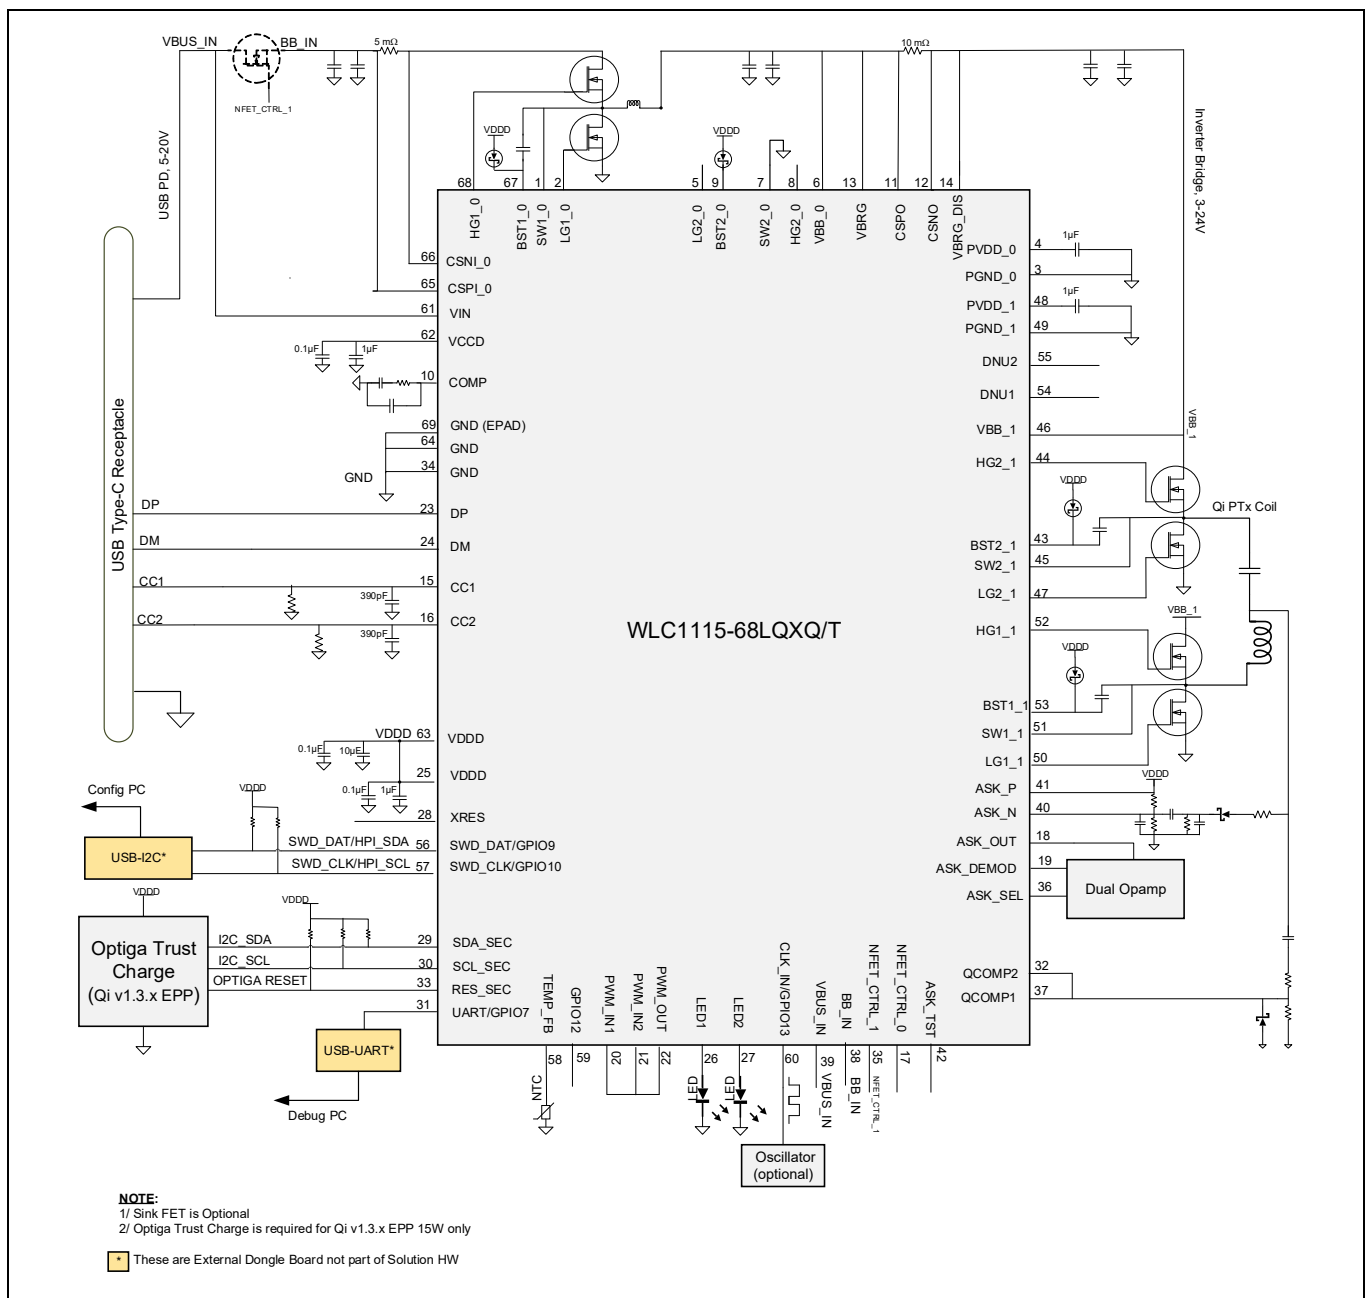 VBUS_IN
BB_IN
5 mΩ
10 mΩ
NFET_CTRL_1
USB PD, 5-20V
VDDD
VDDD
Inverter Bridge, 3-24V
68
67
1
2
5
9
7
8
6
13
11
12
14
HG1_0
BST1_0
SW1_0
LG1_0
LG2_0
BST2_0
SW2_0
HG2_0
VBB_0
VBRG
CSPO
CSNO
VBRG_DIS
66
CSNI_0
65
CSPI_0
61
VIN
62
VCCD
0.1µF
1µF
10
COMP
69
GND (EPAD)
64
GND
34
GND
GND
USB Type-C Receptacle
DP
23
DP
DM
24
DM
CC1
15
CC1
390pF
CC2
16
CC2
390pF
WLC1115-68LQXQ/T
PVDD_0
4
1µF
PGND_0
3
PVDD_1
48
1µF
PGND_1
49
DNU2
55
DNU1
54
VBB_1
46
VBB_1
HG2_1
44
VDDD
Qi PTx Coil
BST2_1
43
SW2_1
45
LG2_1
47
HG1_1
52
VBB_1
VDDD
BST1_1
53
SW1_1
51
LG1_1
50
ASK_P
41
VDDD
ASK_N
40
ASK_OUT
18
ASK_DEMOD
19
ASK_SEL
36
Dual Opamp
QCOMP2
32
QCOMP1
37
VDDD
63
VDDD
0.1µF
10µF
25
VDDD
0.1µF
1µF
28
XRES
Config PC
VDDD
USB-I2C*
SWD_DAT/HPI_SDA
56
SWD_DAT/GPIO9
SWD_CLK/HPI_SCL
57
SWD_CLK/GPIO10
VDDD
VDDD
Optiga Trust
Charge
(Qi v1.3.x EPP)
I2C_SDA
29
SDA_SEC
I2C_SCL
30
SCL_SEC
OPTIGA RESET
33
RES_SEC
31
UART/GPIO7
USB-UART*
Debug PC
TEMP_FB
GPIO12
PWM_IN1
PWM_IN2
PWM_OUT
LED1
LED2
CLK_IN/GPIO13
VBUS_IN
BB_IN
NFET_CTRL_1
NFET_CTRL_0
ASK_TST
58
59
20
21
22
26
27
60
39
38
35
17
42
NTC
LED
LED
VBUS_IN
BB_IN
NFET_CTRL_1
Oscillator
(optional)
NOTE:
1/ Sink FET is Optional
2/ Optiga Trust Charge is required for Qi v1.3.x EPP 15W only
* These are External Dongle Board not part of Solution HW